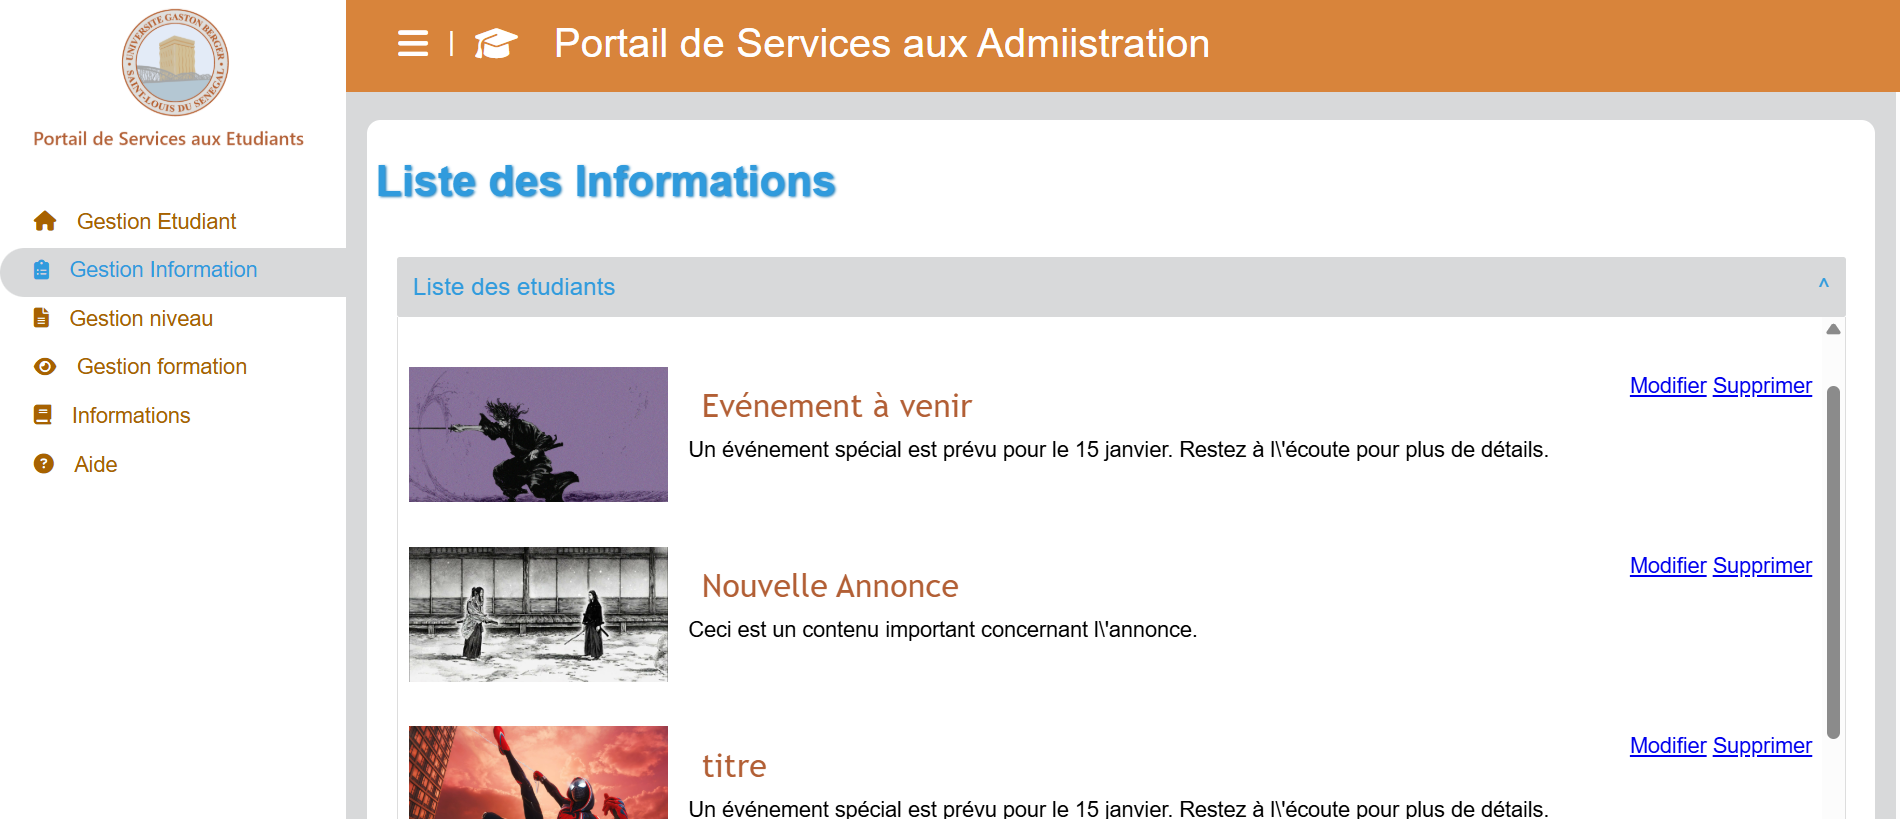 UNIVERSITE GASTON BERGER
SAINT-LOUIS DU SENEGAL
Portail de Services aux Etudiants
Gestion Etudiant
Gestion Information
Gestion niveau
Gestion formation
Informations
Aide
| Portail de Services aux Admiistration
Liste des Informations
Liste des etudiants ^
Evénement à venir
Modifier Supprimer
Un événement spécial est prévu pour le 15 janvier. Restez à l\'écoute pour plus de détails.
Nouvelle Annonce
Modifier Supprimer
Ceci est un contenu important concernant l\'annonce.
titre
Modifier Supprimer
Un événement spécial est prévu pour le 15 janvier. Restez à l\'écoute pour plus de détails.